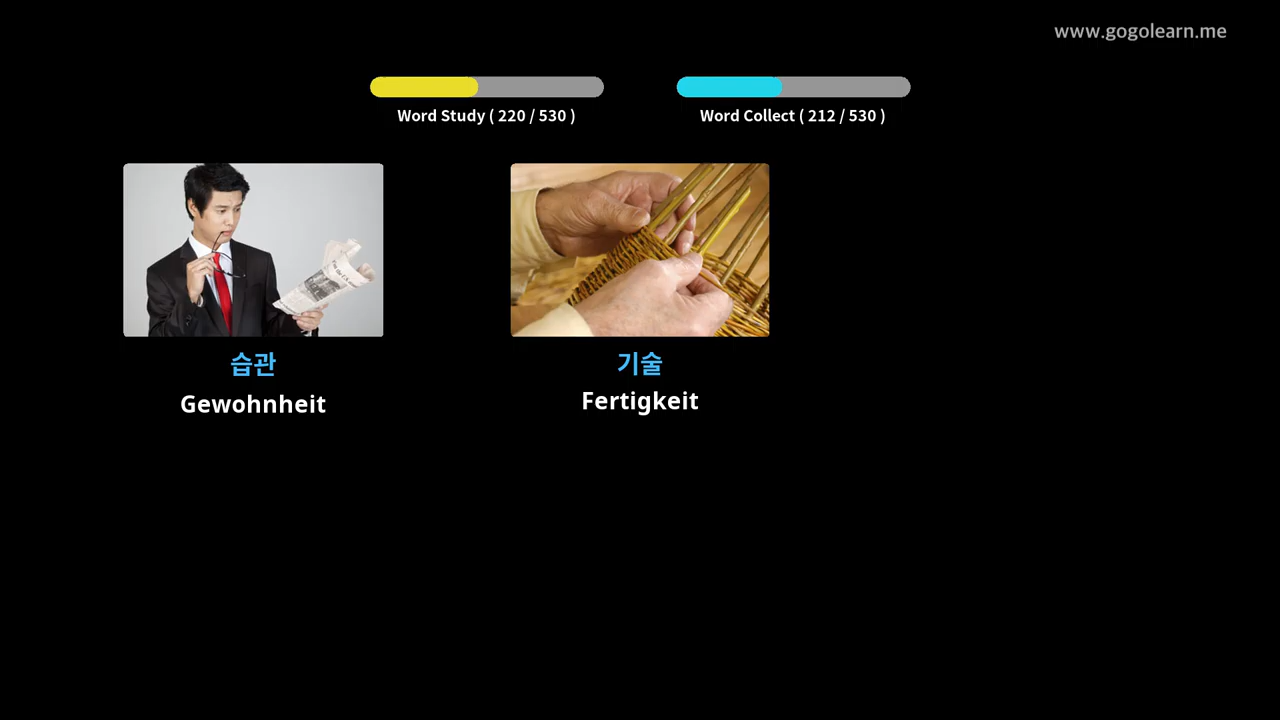 www.gogolearn.me
Word Study ( 220 / 530 )
Word Collect ( 212 / 530 )
습관
Gewohnheit
기술
Fertigkeit